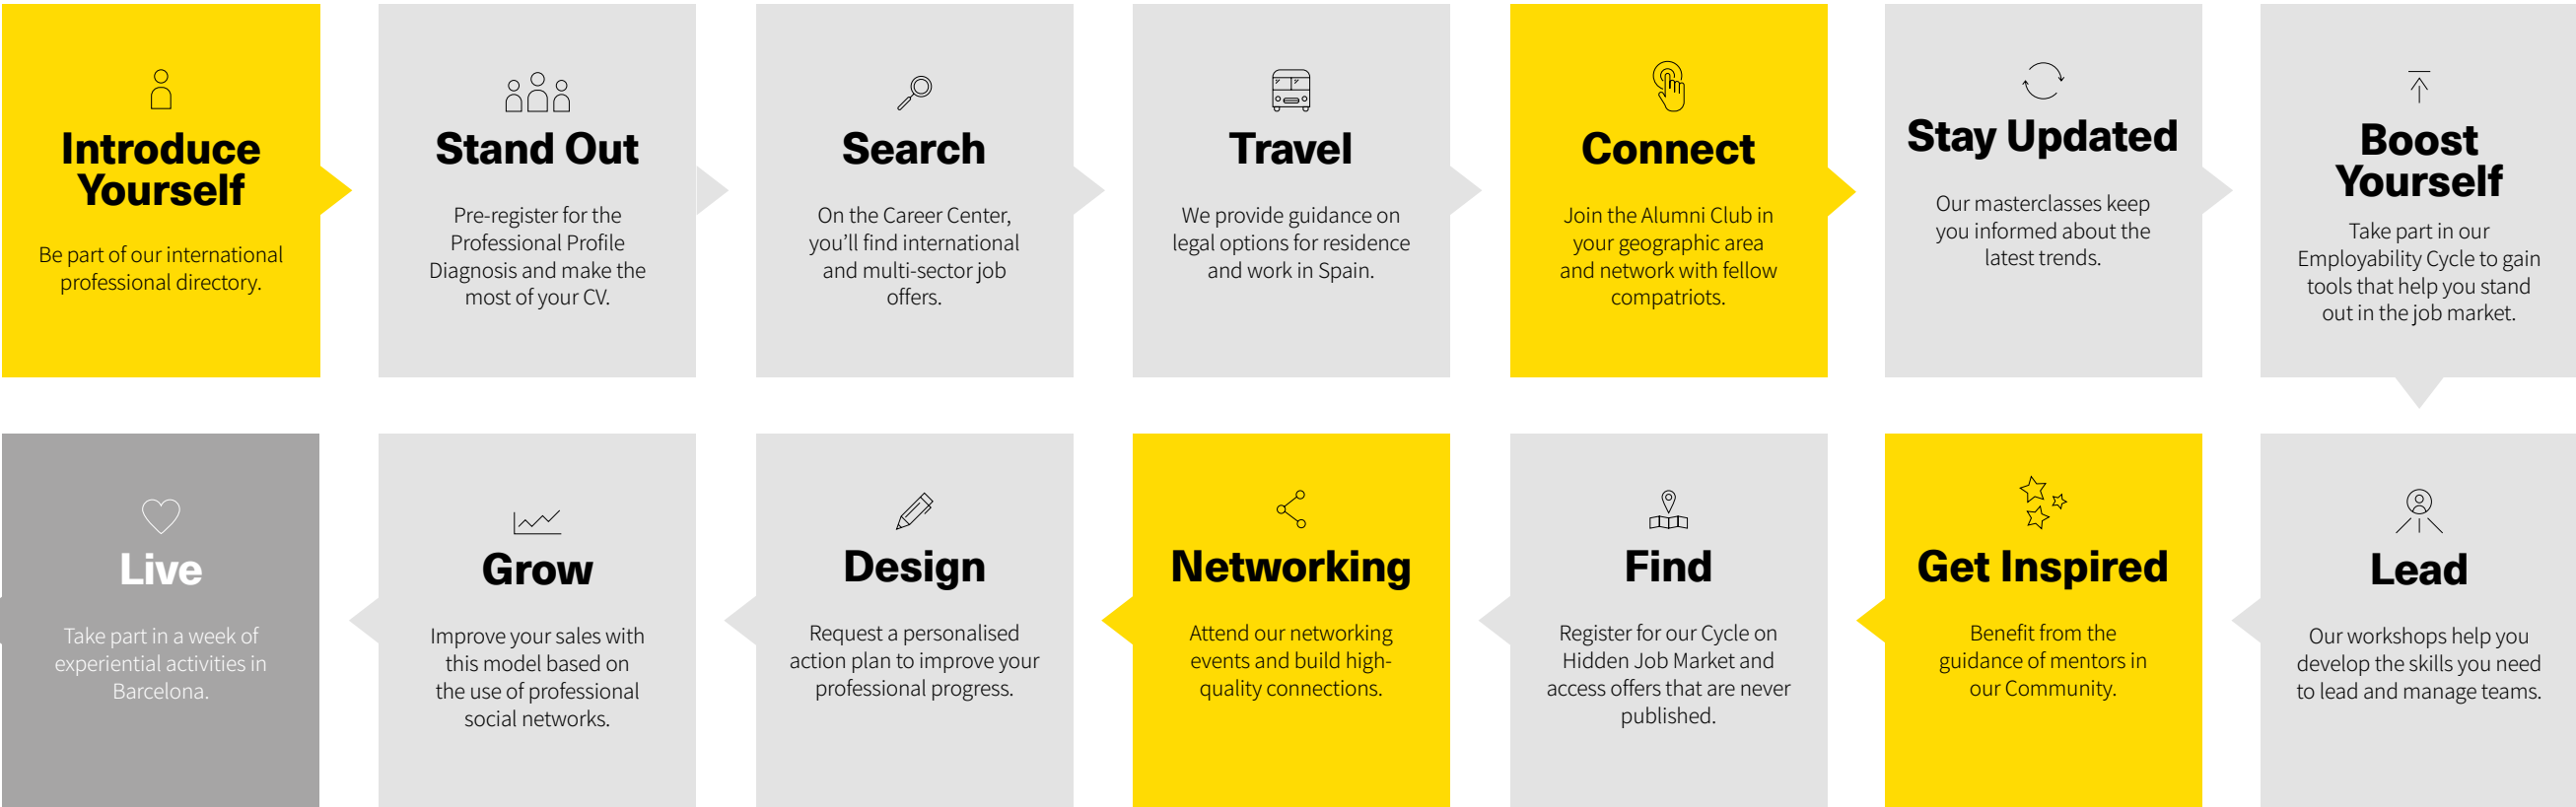 Introduce
Yourself
Be part of our international
professional directory.
Stand Out
Pre-register for the
Professional Profile
Diagnosis and make the
most of your CV.
Search
On the Career Center,
you’ll find international
and multi-sector job
offers.
Travel
We provide guidance on
legal options for residence
and work in Spain.
Connect
Join the Alumni Club in
your geographic area
and network with fellow
compatriots.
Stay Updated
Our masterclasses keep
you informed about the
latest trends.
Boost
Yourself
Take part in our
Employability Cycle to gain
tools that help you stand
out in the job market.
Lead
Our workshops help you
develop the skills you need
to lead and manage teams.
Get Inspired
Benefit from the
guidance of mentors in
our Community.
Find
Register for our Cycle on
Hidden Job Market and
access offers that are never
published.
Networking
Attend our networking
events and build high-
quality connections.
Design
Request a personalised
action plan to improve your
professional progress.
Grow
Improve your sales with
this model based on
the use of professional
social networks.
Live
Take part in a week of
experiential activities in
Barcelona.